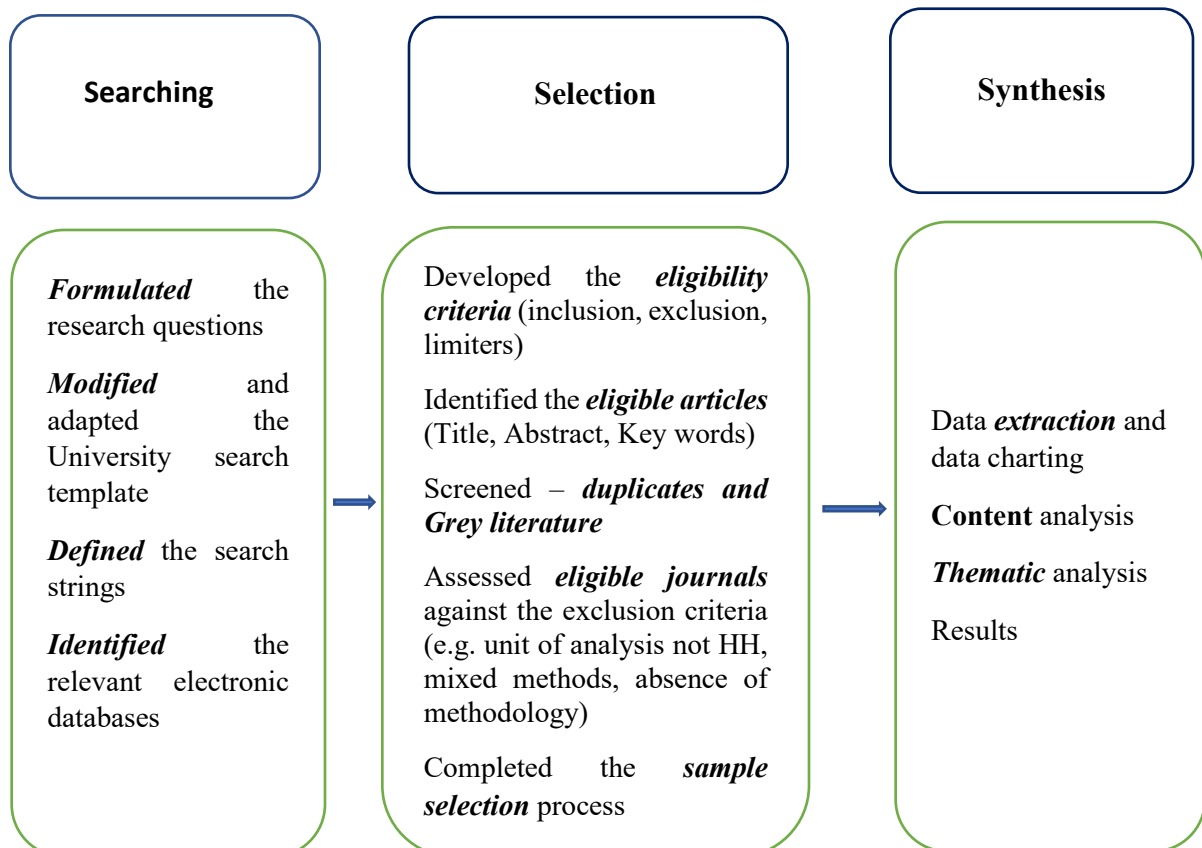 Searching
Selection
Synthesis
Formulated the
research questions
Modified and
adapted the
University search
template
Defined the search
strings
Identified the
relevant electronic
databases
Developed the eligibility
criteria (inclusion, exclusion,
limiters)
Identified the eligible articles
(Title, Abstract, Key words)
Screened – duplicates and
Grey literature
Assessed eligible journals
against the exclusion criteria
(e.g. unit of analysis not HH,
mixed methods, absence of
methodology)
Completed the sample
selection process
Data extraction and
data charting
Content analysis
Thematic analysis
Results